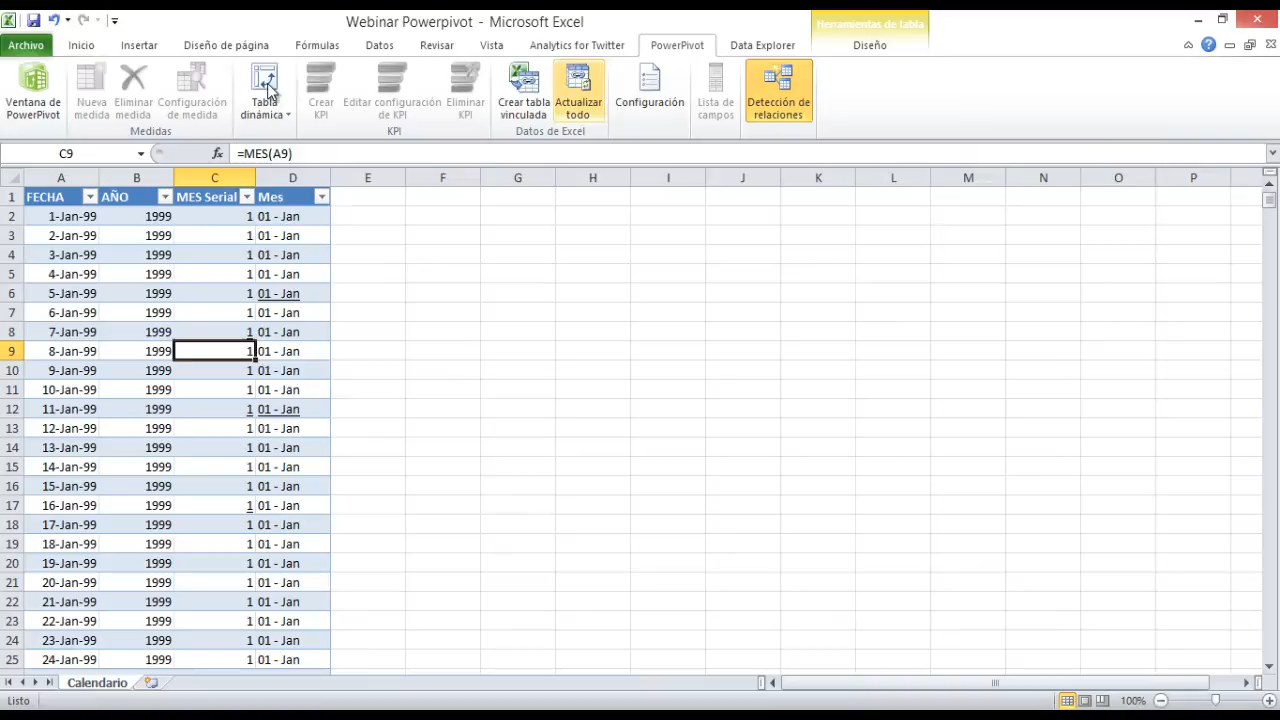 Webinar Powerpivot - Microsoft Excel
Herramientas de tabla
Archivo Inicio Insertar Diseño de página Fórmulas Datos Revisar Vista Analytics for Twitter PowerPivot Data Explorer Diseño
Ventana de PowerPivot
Nueva medida
Eliminar medida
Configuración de medida
Medidas
Tabla dinámica
Crear KPI
Editar configuración de KPI
Eliminar KPI
KPI
Crear tabla vinculada
Actualizar todo
Datos de Excel
Configuración
Lista de campos
Detección de relaciones
C9 fx =MES(A9)
A B C D E F G H I J K L M N O P
1 FECHA AÑO MES Serial Mes
2 1-Jan-99 1999 1 01 - Jan
3 2-Jan-99 1999 1 01 - Jan
4 3-Jan-99 1999 1 01 - Jan
5 4-Jan-99 1999 1 01 - Jan
6 5-Jan-99 1999 1 01 - Jan
7 6-Jan-99 1999 1 01 - Jan
8 7-Jan-99 1999 1 01 - Jan
9 8-Jan-99 1999 1 01 - Jan
10 9-Jan-99 1999 1 01 - Jan
11 10-Jan-99 1999 1 01 - Jan
12 11-Jan-99 1999 1 01 - Jan
13 12-Jan-99 1999 1 01 - Jan
14 13-Jan-99 1999 1 01 - Jan
15 14-Jan-99 1999 1 01 - Jan
16 15-Jan-99 1999 1 01 - Jan
17 16-Jan-99 1999 1 01 - Jan
18 17-Jan-99 1999 1 01 - Jan
19 18-Jan-99 1999 1 01 - Jan
20 19-Jan-99 1999 1 01 - Jan
21 20-Jan-99 1999 1 01 - Jan
22 21-Jan-99 1999 1 01 - Jan
23 22-Jan-99 1999 1 01 - Jan
24 23-Jan-99 1999 1 01 - Jan
25 24-Jan-99 1999 1 01 - Jan
Calendario
Listo 100%